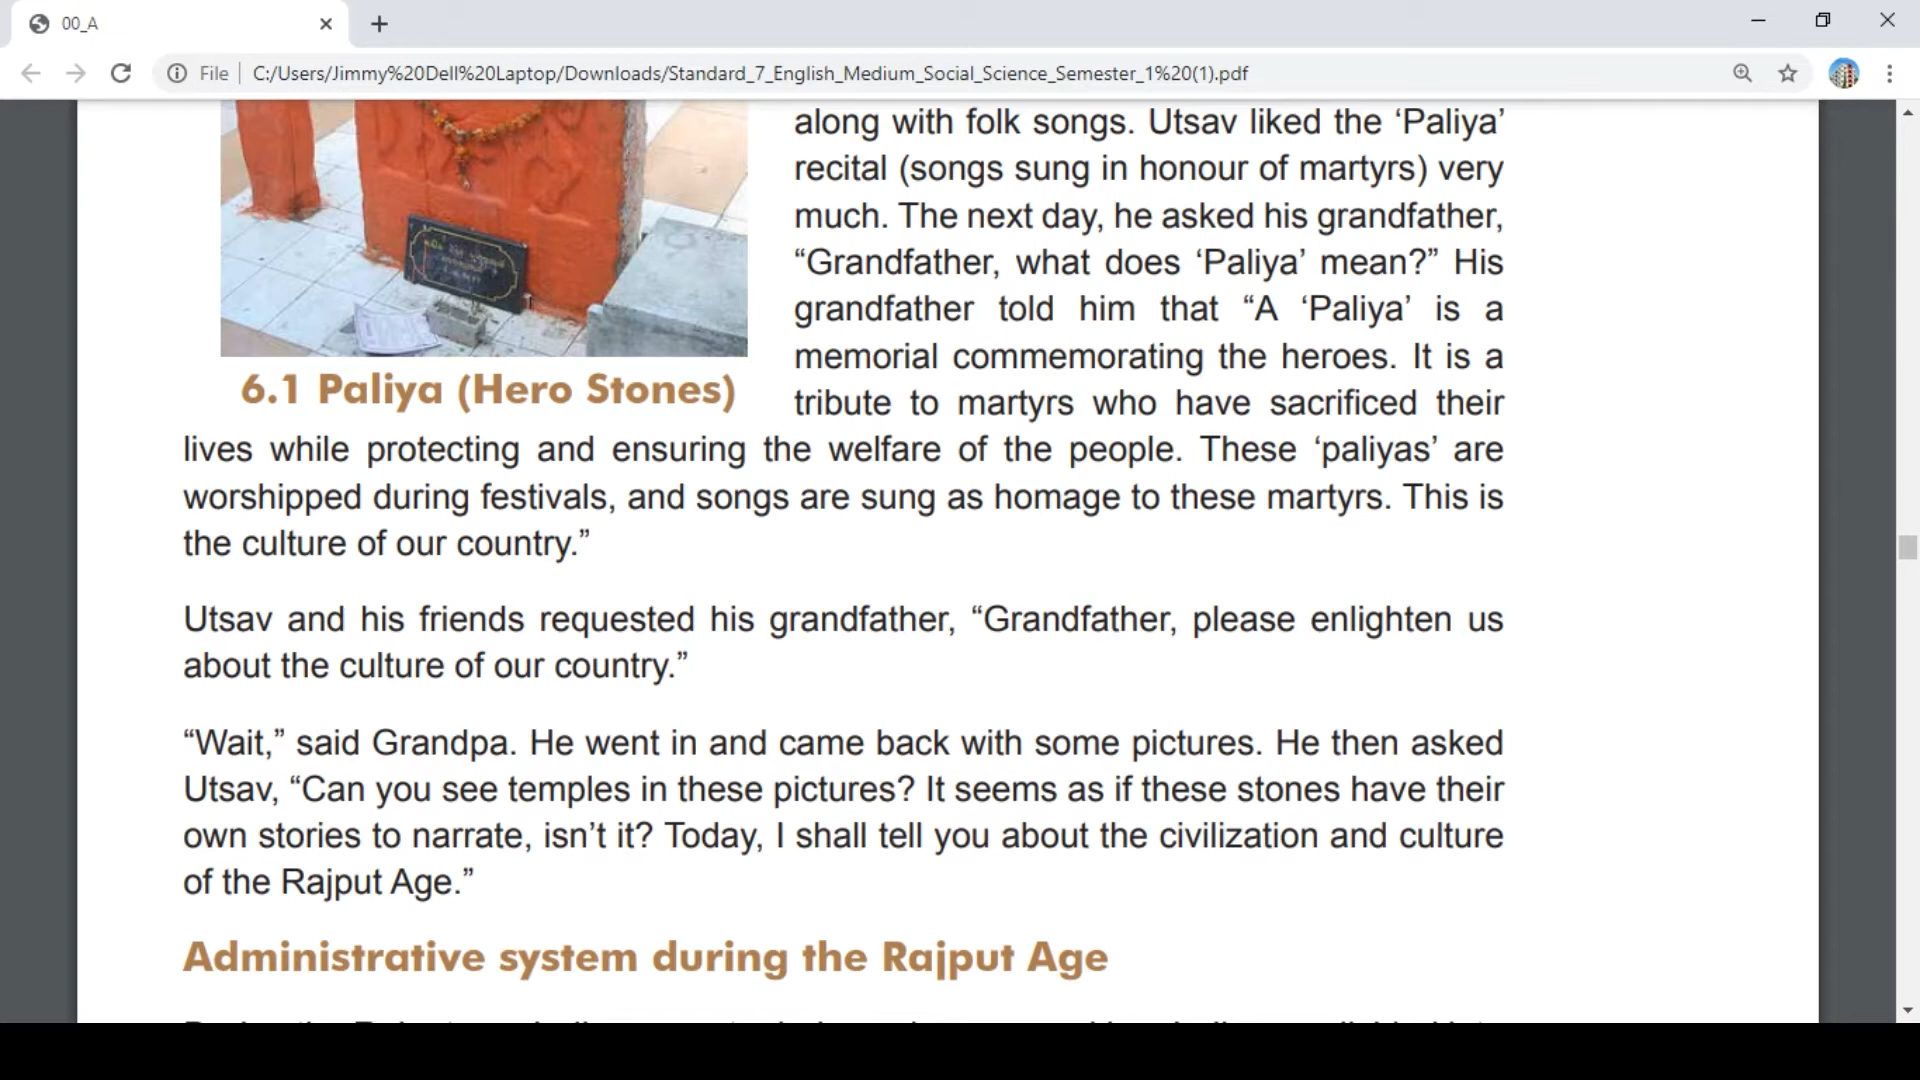 00_A
File
C:/Users/Jimmy%20Dell%20Laptop/Downloads/Standard_7_English_Medium_Social_Science_Semester_1%20(1).pdf
along with folk songs. Utsav liked the ‘Paliya’
recital (songs sung in honour of martyrs) very
much. The next day, he asked his grandfather,
“Grandfather, what does ‘Paliya’ mean?” His
grandfather told him that “A ‘Paliya’ is a
memorial commemorating the heroes. It is a
tribute to martyrs who have sacrificed their
6.1 Paliya (Hero Stones)
lives while protecting and ensuring the welfare of the people. These ‘paliyas’ are
worshipped during festivals, and songs are sung as homage to these martyrs. This is
the culture of our country.”
Utsav and his friends requested his grandfather, “Grandfather, please enlighten us
about the culture of our country.”
“Wait,” said Grandpa. He went in and came back with some pictures. He then asked
Utsav, “Can you see temples in these pictures? It seems as if these stones have their
own stories to narrate, isn’t it? Today, I shall tell you about the civilization and culture
of the Rajput Age.”
Administrative system during the Rajput Age